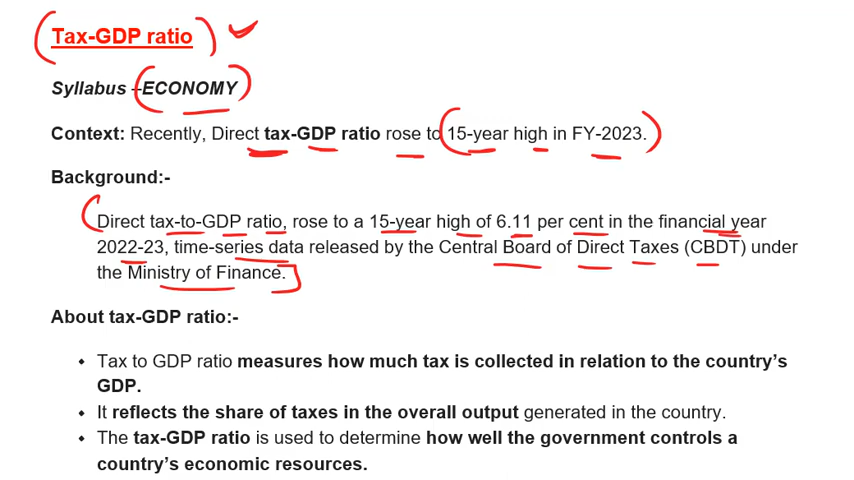 Tax-GDP ratio
Syllabus –ECONOMY
Context: Recently, Direct tax-GDP ratio rose to 15-year high in FY-2023.
Background:-
Direct tax-to-GDP ratio, rose to a 15-year high of 6.11 per cent in the financial year
2022-23, time-series data released by the Central Board of Direct Taxes (CBDT) under
the Ministry of Finance.
About tax-GDP ratio:-
• Tax to GDP ratio measures how much tax is collected in relation to the country’s
GDP.
• It reflects the share of taxes in the overall output generated in the country.
• The tax-GDP ratio is used to determine how well the government controls a
country’s economic resources.